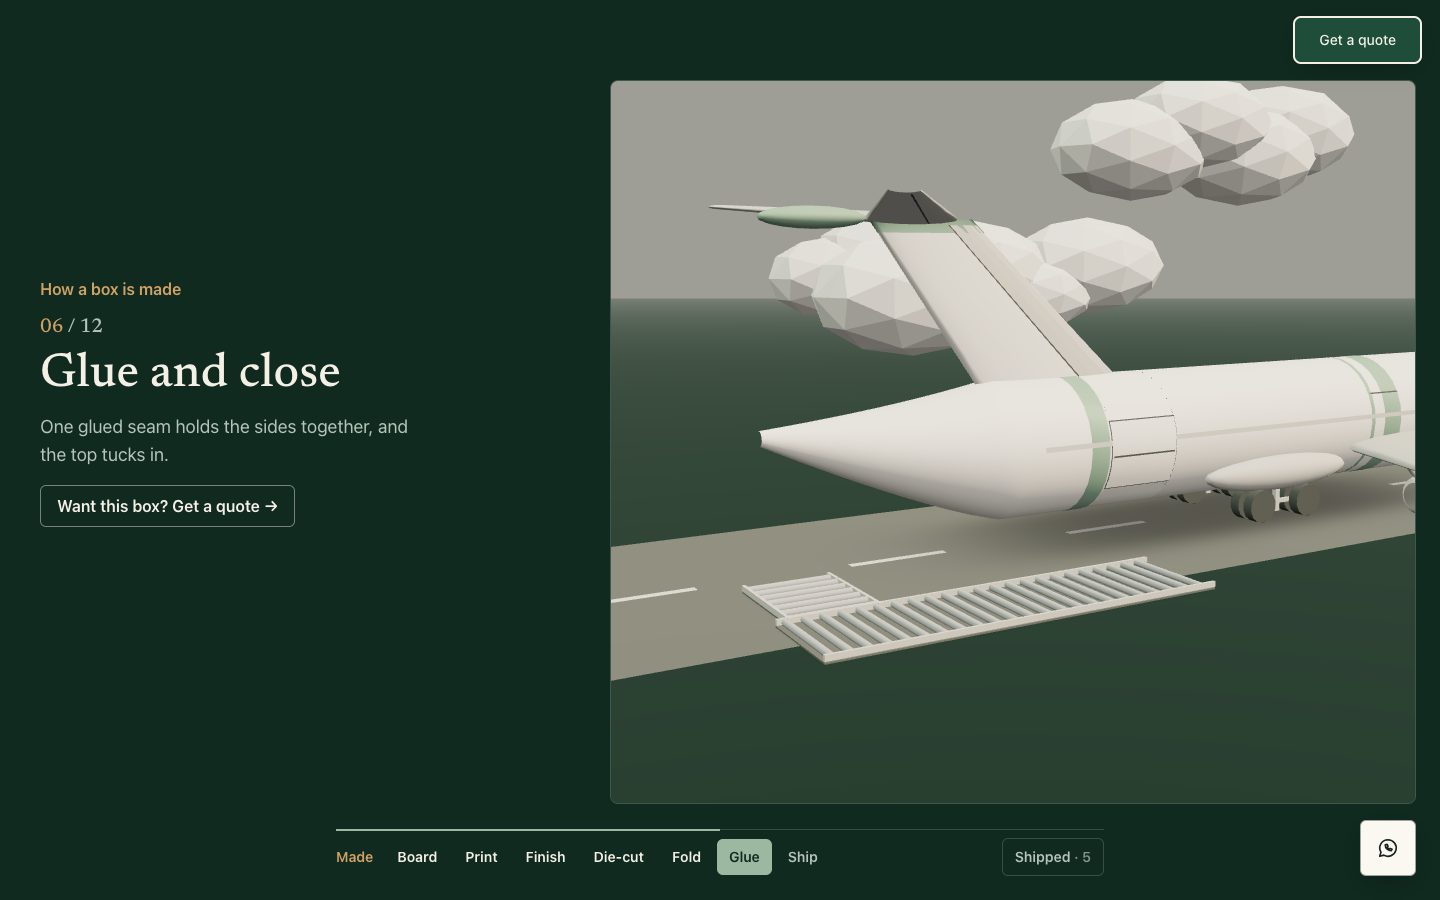 Get a quote
How a box is made
06 / 12
Glue and close
One glued seam holds the sides together, and
the top tucks in.
Want this box? Get a quote →
Made Board Print Finish Die-cut Fold Glue Ship Shipped · 5